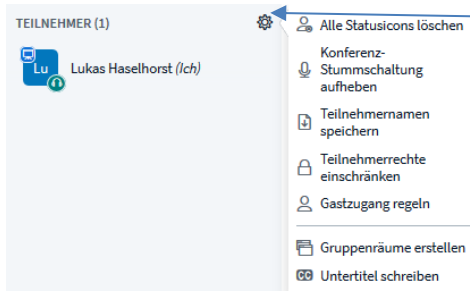 TEILNEHMER (1)
Lu
Lukas Haselhorst (Ich)
Alle Statusicons löschen
Konferenz-
Stummschaltung
aufheben
Teilnehmernamen
speichern
Teilnehmerrechte
einschränken
Gastzugang regeln
Gruppenräume erstellen
CC Untertitel schreiben